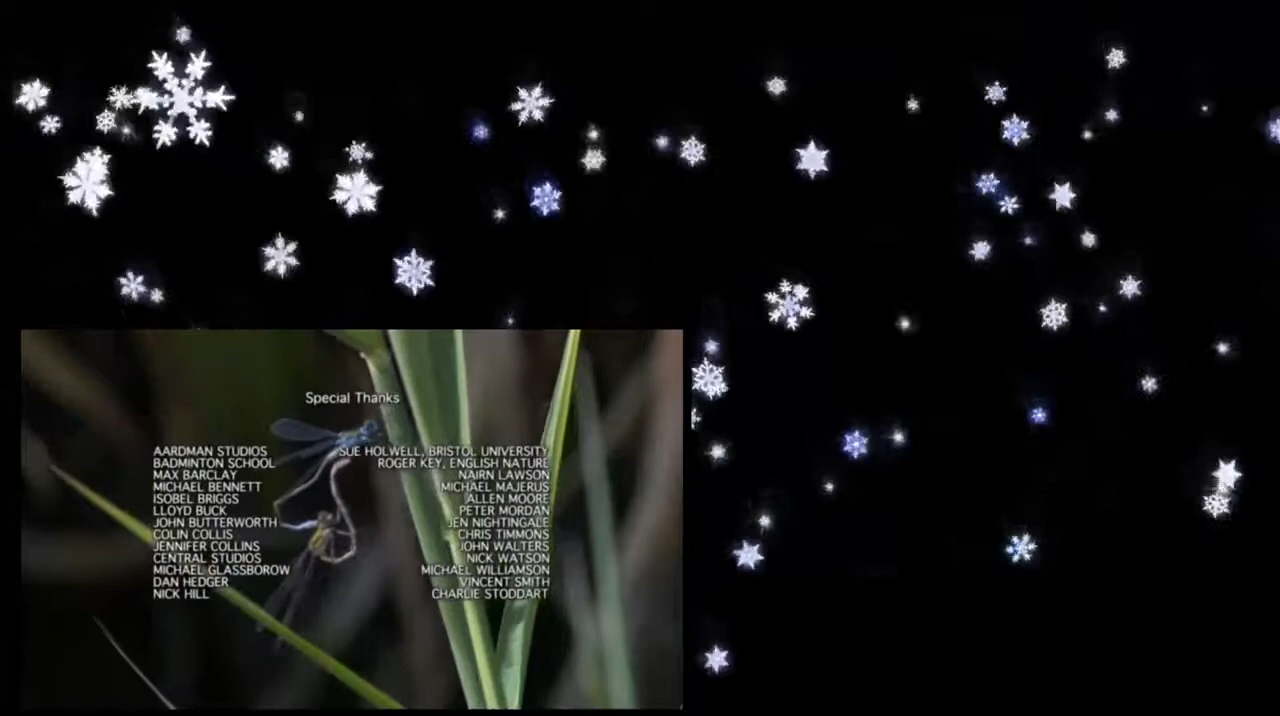 Special Thanks
AARDMAN STUDIOS
BADMINTON SCHOOL
MAX BARCLAY
MICHAEL BENNETT
ISOBEL BRIGGS
LLOYD BUCK
JOHN BUTTERWORTH
COLIN COLLIS
JENNIFER COLLINS
CENTRAL STUDIOS
MICHAEL GLASSBOROW
DAN HEDGER
NICK HILL
SUE HOLWELL, BRISTOL UNIVERSITY
ROGER KEY, ENGLISH NATURE
NAIRN LAWSON
MICHAEL MAJERUS
ALLEN MOORE
PETER MORDAN
JEN NIGHTINGALE
CHRIS TIMMONS
JOHN WALTERS
NICK WATSON
MICHAEL WILLIAMSON
VINCENT SMITH
CHARLIE STODDART